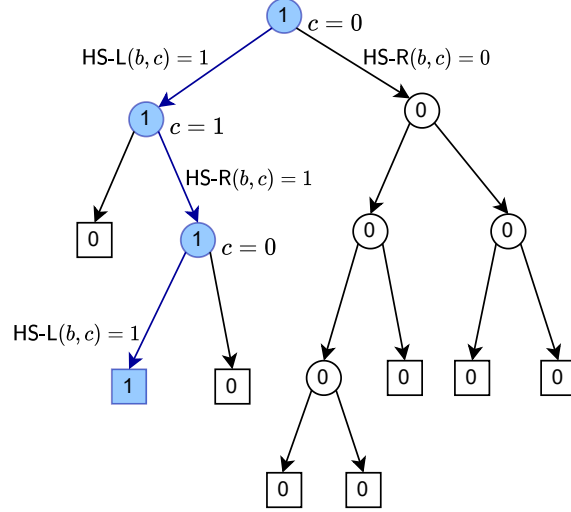 1
c = 0
HS-L(b, c) = 1
HS-R(b, c) = 0
1
c = 1
0
HS-R(b, c) = 1
0
1
c = 0
0
0
HS-L(b, c) = 1
1
0
0
0
0
0
0
0